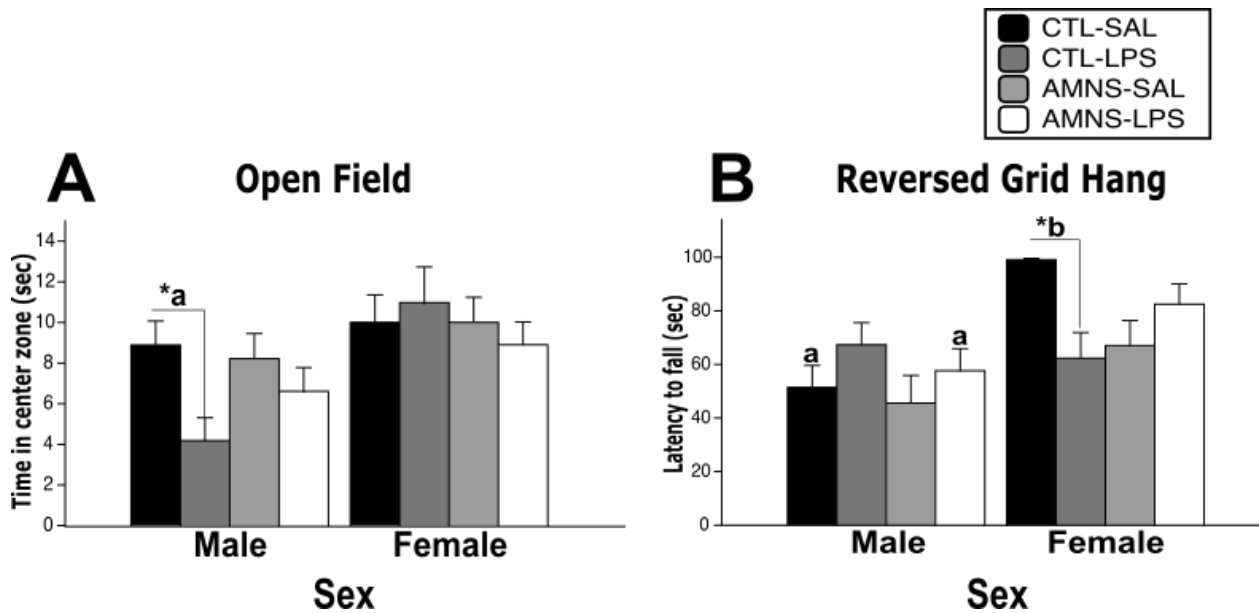 CTL-SAL
CTL-LPS
AMNS-SAL
AMNS-LPS
A
Open Field
Time in center zone (sec)
14
12
10
8
6
4
2
0
*a
Male
Female
Sex
B
Reversed Grid Hang
Latency to fall (sec)
100
80
60
40
20
0
a
a
*b
Male
Female
Sex